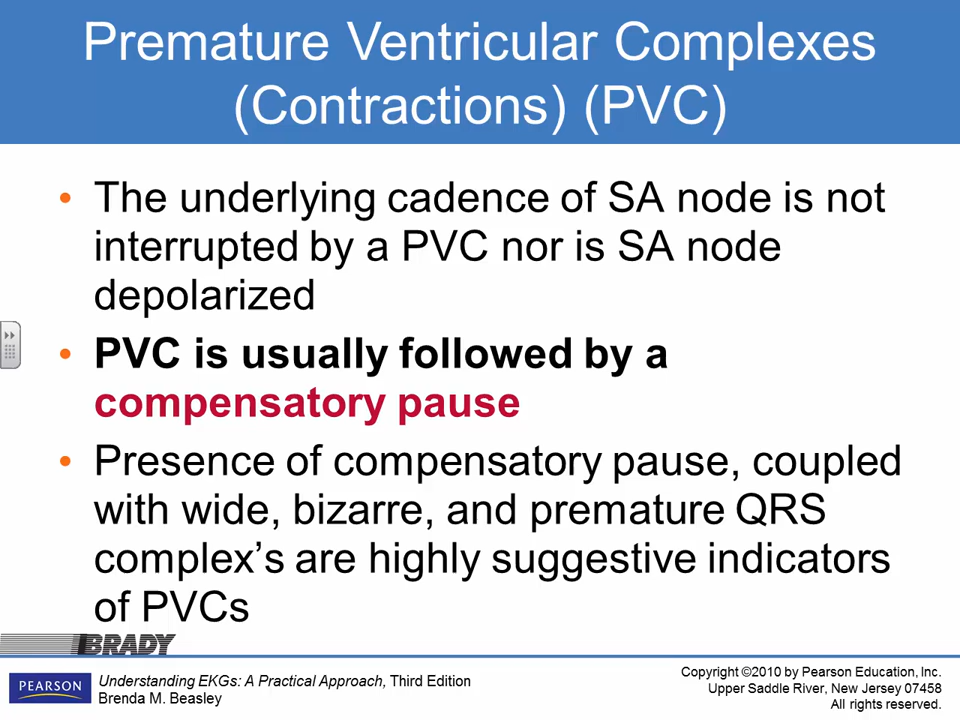 Premature Ventricular Complexes
(Contractions) (PVC)
• The underlying cadence of SA node is not
interrupted by a PVC nor is SA node
depolarized
• PVC is usually followed by a
compensatory pause
• Presence of compensatory pause, coupled
with wide, bizarre, and premature QRS
complex’s are highly suggestive indicators
of PVCs
BRADY
PEARSON
Understanding EKGs: A Practical Approach, Third Edition
Brenda M. Beasley
Copyright ©2010 by Pearson Education, Inc.
Upper Saddle River, New Jersey 07458
All rights reserved.